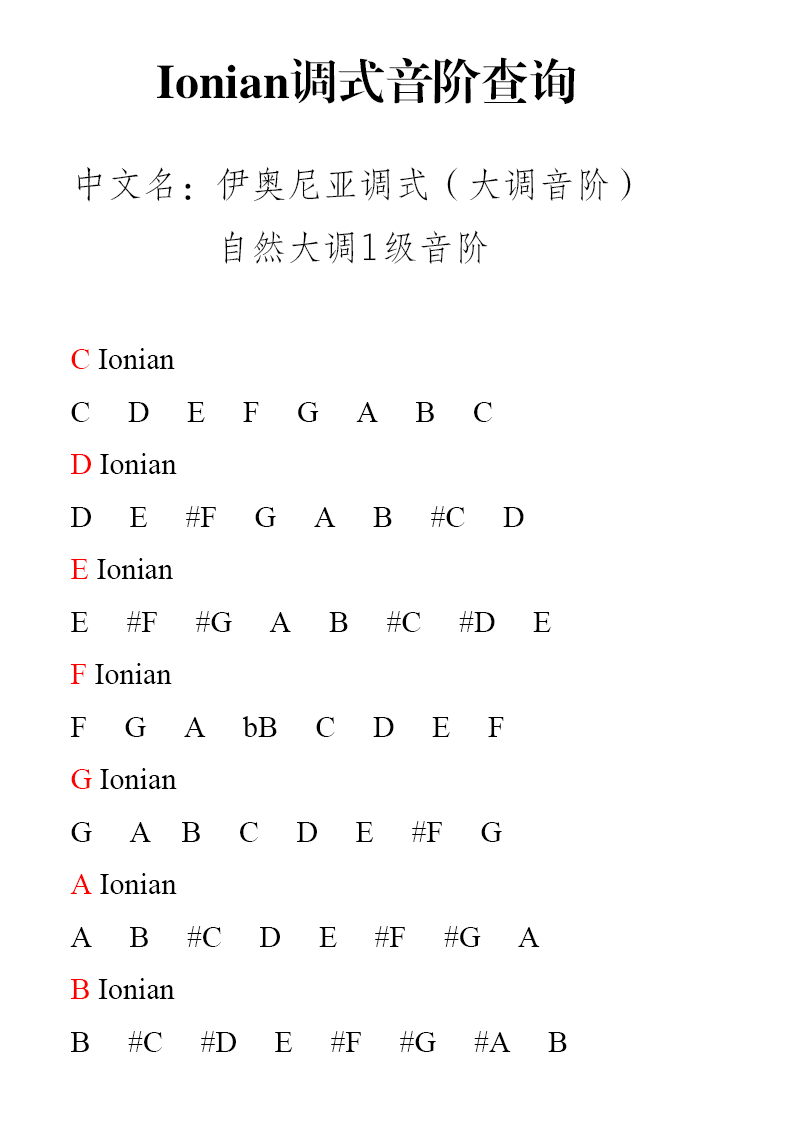 Ionian调式音阶查询
中文名：伊奥尼亚调式（大调音阶）
自然大调1级音阶
C Ionian
C D E F G A B C
D Ionian
D E #F G A B #C D
E Ionian
E #F #G A B #C #D E
F Ionian
F G A bB C D E F
G Ionian
G A B C D E #F G
A Ionian
A B #C D E #F #G A
B Ionian
B #C #D E #F #G #A B